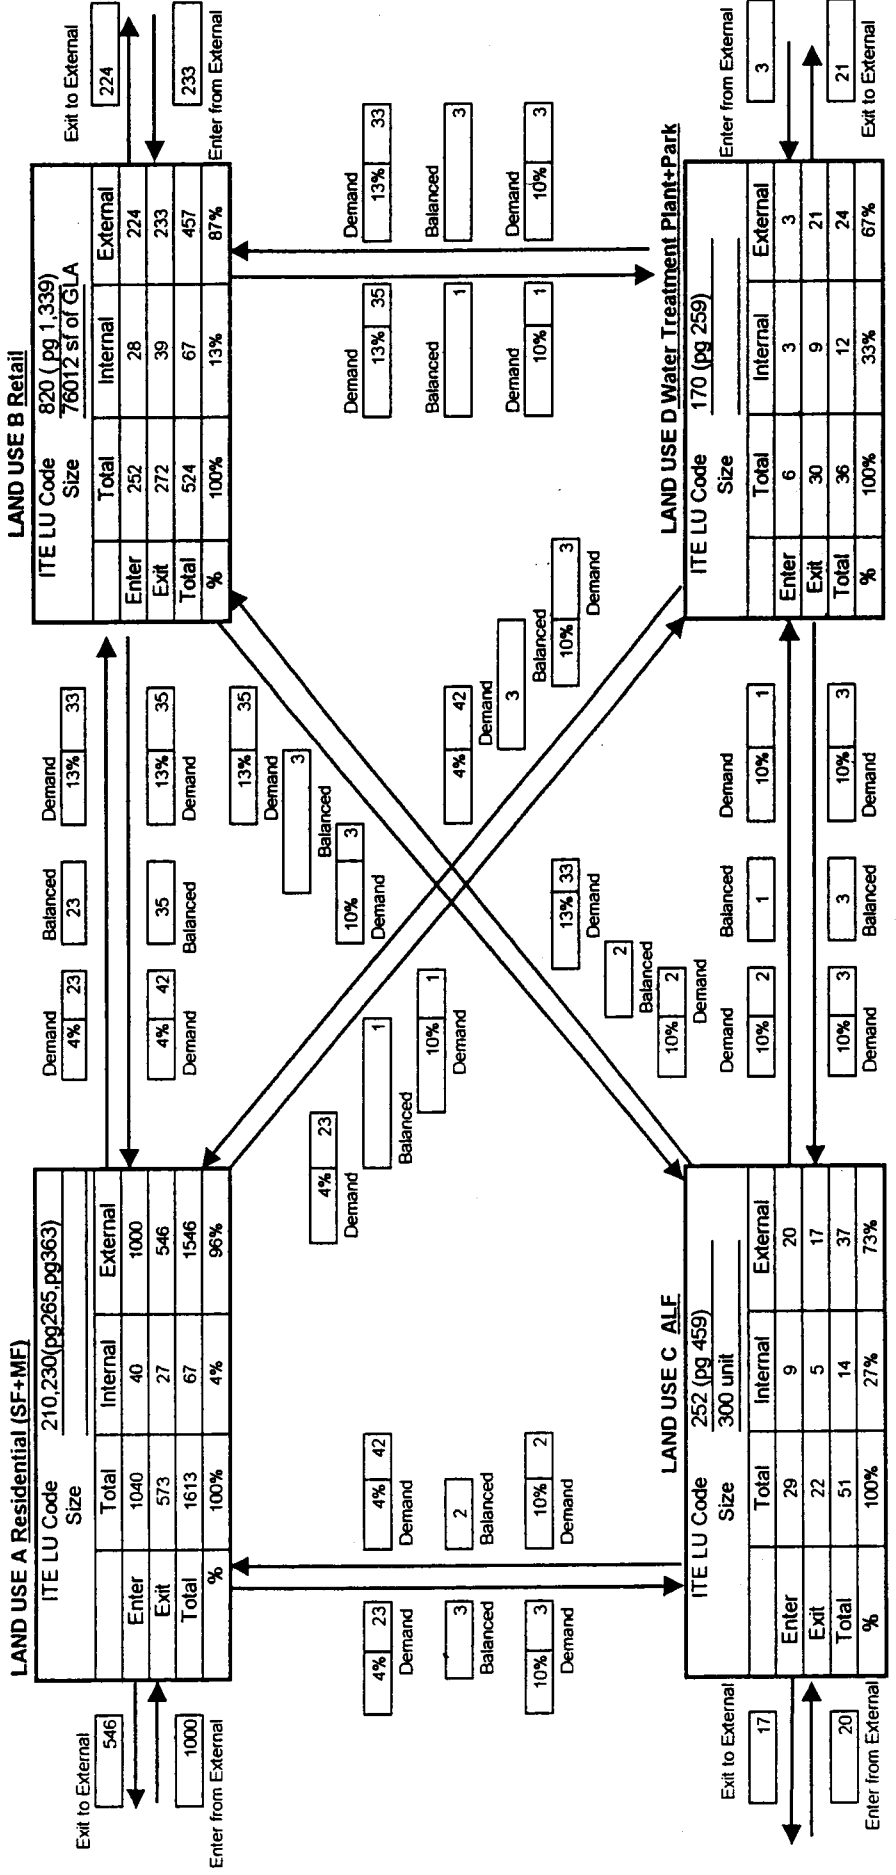 LAND USE A Residential (SF+MF)
ITE LU Code 210,230(pg265,pg363)
Size
Total Internal External
Enter 1040 40 1000
Exit 573 27 546
Total 1613 67 1546
% 100% 4% 96%
Exit to External
546
1000
Enter from External
Demand Balanced Demand
4% 23 23 13% 33
4% 42 35 13% 35
Demand Balanced Demand
LAND USE B Retail
ITE LU Code 820 ( pg 1,339)
Size 76012 sf of GLA
Total Internal External
Enter 252 28 224
Exit 272 39 233
Total 524 67 457
% 100% 13% 87%
Exit to External
224
233
Enter from External
4% 23
Demand
3
Balanced
10% 3
Demand
4% 42
Demand
2
Balanced
10% 2
Demand
4% 23
Demand
1
Balanced
10% 1
Demand
13% 35
Demand
3
Balanced
10% 3
Demand
4% 42
Demand
3
Balanced
10% 3
Demand
13% 33
Demand
2
Balanced
10% 2
Demand
Demand
13% 35
Balanced
1
Demand
10% 1
Demand
13% 33
Balanced
3
Demand
10% 3
LAND USE C ALF
ITE LU Code 252 (pg 459)
Size 300 unit
Total Internal External
Enter 29 9 20
Exit 22 5 17
Total 51 14 37
% 100% 27% 73%
Exit to External
17
20
Enter from External
Demand Balanced Demand
10% 2 1 10% 1
10% 3 3 10% 3
Demand Balanced Demand
LAND USE D Water Treatment Plant+Park
ITE LU Code 170 (pg 259)
Size
Total Internal External
Enter 6 3 3
Exit 30 9 21
Total 36 12 24
% 100% 33% 67%
Enter from External
3
21
Exit to External